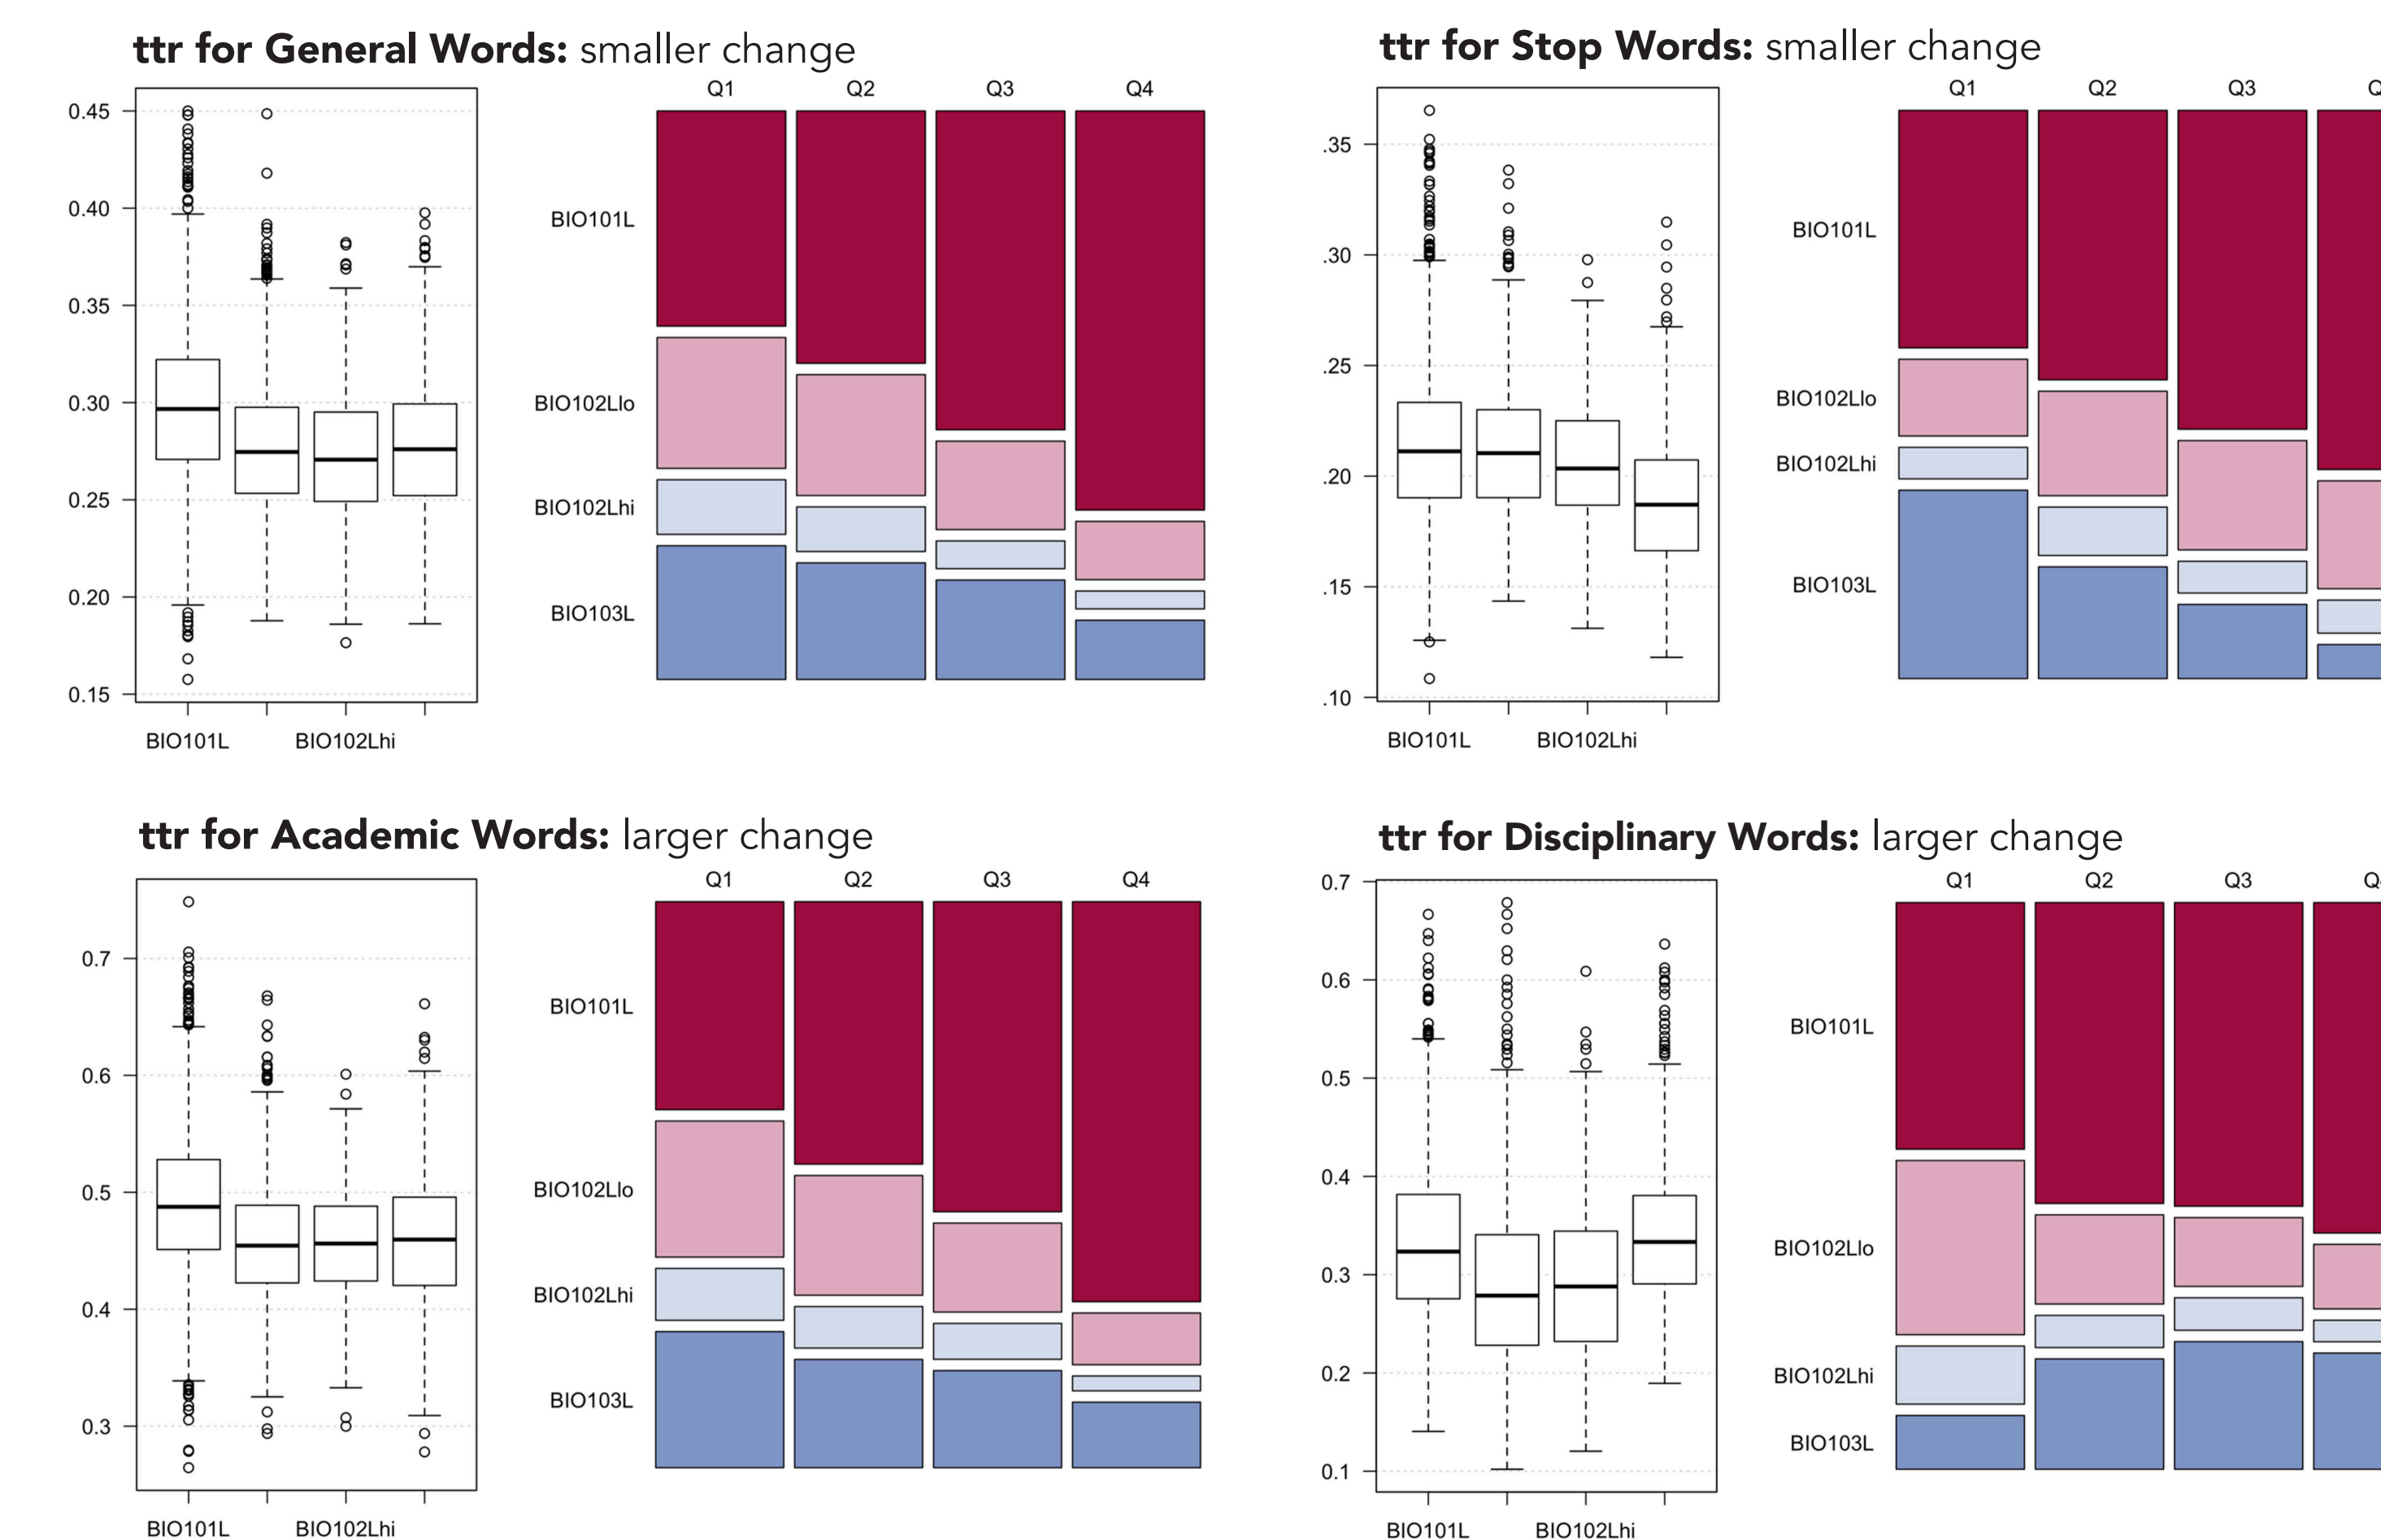 ttr for General Words: smaller change
Q1 Q2 Q3 Q4
0.45
0.40
0.35
0.30
0.25
0.20
0.15
BIO101L
BIO102Llo
BIO102Lhi
BIO103L
BIO101L BIO102Lhi
ttr for Stop Words: smaller change
Q1 Q2 Q3
.35
.30
.25
.20
.15
.10
BIO101L
BIO102Llo
BIO102Lhi
BIO103L
BIO101L BIO102Lhi
ttr for Academic Words: larger change
Q1 Q2 Q3 Q4
0.7
0.6
0.5
0.4
0.3
BIO101L
BIO102Llo
BIO102Lhi
BIO103L
BIO101L BIO102Lhi
ttr for Disciplinary Words: larger change
Q1 Q2 Q3
0.7
0.6
0.5
0.4
0.3
0.2
0.1
BIO101L
BIO102Llo
BIO102Lhi
BIO103L
BIO101L BIO102Lhi